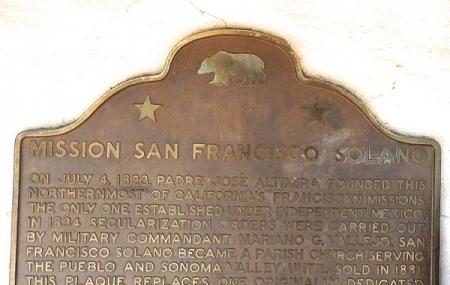 MISSION SAN FRANCISCO SOLANO
ON JULY 4, 1823, PADRE JOSE ALTIMIRA FOUNDED THIS
NORTHERNMOST OF CALIFORNIA'S FRANCISCAN MISSIONS,
THE ONLY ONE ESTABLISHED UNDER INDEPENDENT MEXICO.
IN 1834 SECULARIZATION ORDERS WERE CARRIED OUT
BY MILITARY COMMANDANT MARIANO G. VALLEJO. SAN
FRANCISCO SOLANO BECAME A PARISH CHURCH SERVING
THE PUEBLO AND SONOMA VALLEY UNTIL SOLD IN 1881.
THIS PLAQUE REPLACES ONE ORIGINALLY DEDICATED